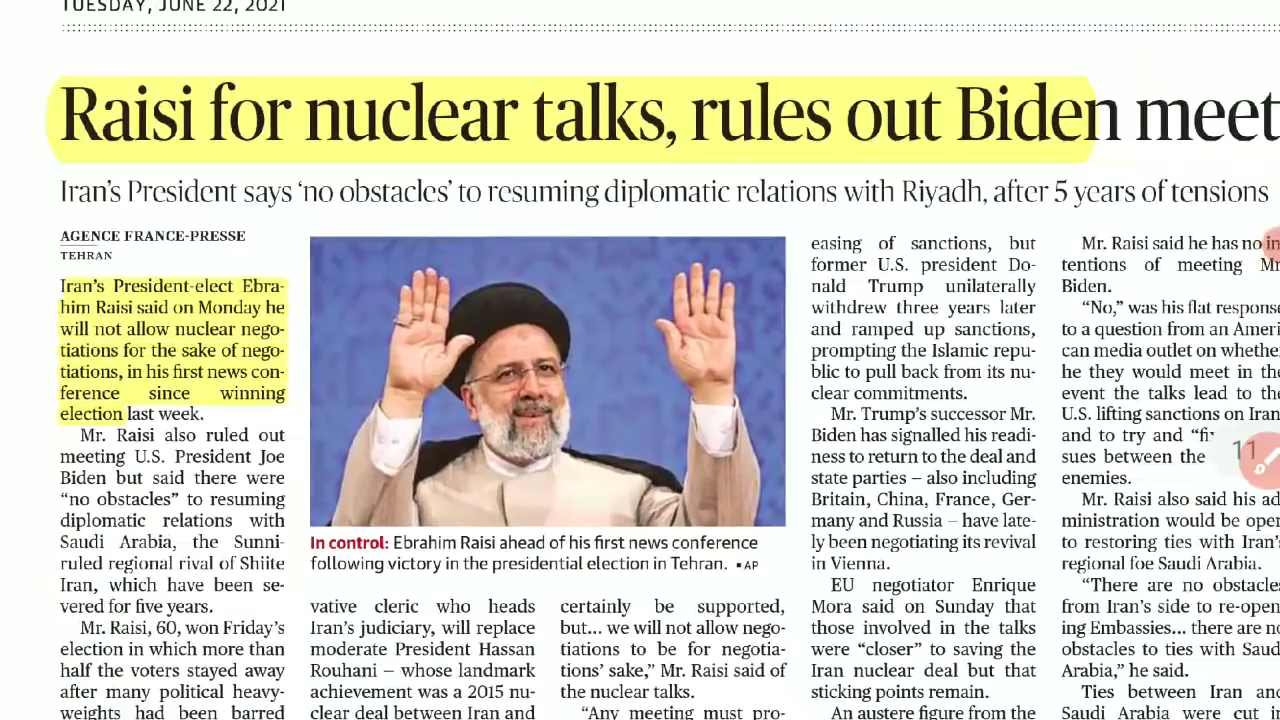 TUESDAY, JUNE 22, 2021
Raisi for nuclear talks, rules out Biden meet
Iran's President says 'no obstacles' to resuming diplomatic relations with Riyadh, after 5 years of tensions
AGENCE FRANCE-PRESSE
TEHRAN
Iran's President-elect Ebra-
him Raisi said on Monday he
will not allow nuclear nego-
tiations for the sake of nego-
tiations, in his first news con-
ference since winning
election last week.
Mr. Raisi also ruled out
meeting U.S. President Joe
Biden but said there were
“no obstacles” to resuming
diplomatic relations with
Saudi Arabia, the Sunni-
ruled regional rival of Shiite
Iran, which have been se-
vered for five years.
Mr. Raisi, 60, won Friday's
election in which more than
half the voters stayed away
after many political heavy-
weights had been barred
In control: Ebrahim Raisi ahead of his first news conference
following victory in the presidential election in Tehran. ▪AP
vative cleric who heads
Iran's judiciary, will replace
moderate President Hassan
Rouhani – whose landmark
achievement was a 2015 nu-
clear deal between Iran and
certainly be supported,
but... we will not allow nego-
tiations to be for negotia-
tions' sake,” Mr. Raisi said of
the nuclear talks.
“Any meeting must pro-
easing of sanctions, but
former U.S. president Do-
nald Trump unilaterally
withdrew three years later
and ramped up sanctions,
prompting the Islamic repu-
blic to pull back from its nu-
clear commitments.
Mr. Trump's successor Mr.
Biden has signalled his readi-
ness to return to the deal and
state parties – also including
Britain, China, France, Ger-
many and Russia – have late-
ly been negotiating its revival
in Vienna.
EU negotiator Enrique
Mora said on Sunday that
those involved in the talks
were “closer” to saving the
Iran nuclear deal but that
sticking points remain.
An austere figure from the
Mr. Raisi said he has no in
tentions of meeting Mr
Biden.
“No,” was his flat response
to a question from an Ameri
can media outlet on whethe
he they would meet in the
event the talks lead to the
U.S. lifting sanctions on Iran
and to try and “fi
sues between the
enemies.
Mr. Raisi also said his ad
ministration would be open
to restoring ties with Iran's
regional foe Saudi Arabia.
“There are no obstacles
from Iran's side to re-open
ing Embassies... there are no
obstacles to ties with Saud
Arabia,” he said.
Ties between Iran and
Saudi Arabia were cut in
11